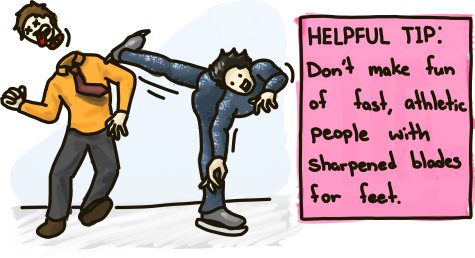 HELPFUL TIP:
Don't make fun
of fast, athletic
people with
sharpened blades
for feet.